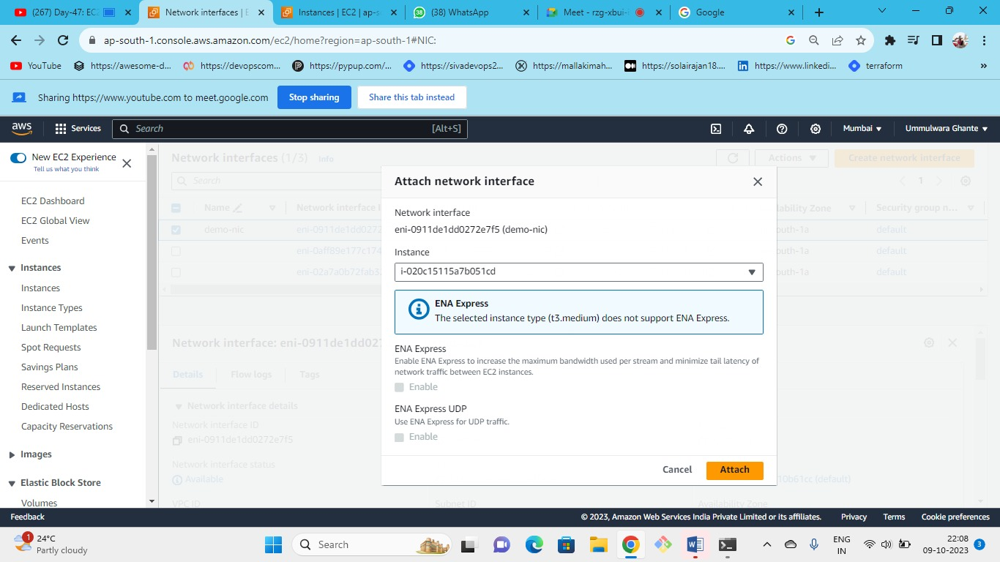 (267) Day-47: EC2
Network interfaces | E
Instances | EC2 | ap-s
38
(38) WhatsApp
Meet - rzg-xbui-
Google
ap-south-1.console.aws.amazon.com/ec2/home?region=ap-south-1#NIC:
YouTube
https://awesome-d...
https://devopscom...
https://pypup.com/...
https://sivadevops2...
https://mallakimah...
https://solairajan18....
https://www.linkedi...
terraform
Sharing https://www.youtube.com to meet.google.com
Stop sharing
Share this tab instead
aws
Services
Search
[Alt+S]
Mumbai
Ummulwara Ghante
New EC2 Experience
Tell us what you think
EC2 Dashboard
EC2 Global View
Events
Instances
Instances
Instance Types
Launch Templates
Spot Requests
Savings Plans
Reserved Instances
Dedicated Hosts
Capacity Reservations
Images
Elastic Block Store
Volumes
Network interfaces (1/3) Info
Actions
Create network interface
Search
1
Name
Network interface I
lability Zone
Security group n...
demo-nic
eni-0911de1dd0272
outh-1a
default
eni-0aff89e177c174
outh-1a
default
eni-02a7a0b72fab3
outh-1a
default
Network interface: eni-0911de1dd027
Details
Flow logs
Tags
Network interface details
Network interface ID
eni-0911de1dd0272e7f5
Network interface status
Available
10b61cc (default)
VPC ID
Subnet ID
Availability Zone
Attach network interface
Network interface
eni-0911de1dd0272e7f5 (demo-nic)
Instance
i-020c15115a7b051cd
ENA Express
The selected instance type (t3.medium) does not support ENA Express.
ENA Express
Enable ENA Express to increase the maximum bandwidth used per stream and minimize tail latency of
network traffic between EC2 instances.
Enable
ENA Express UDP
Use ENA Express for UDP traffic.
Enable
Cancel
Attach
Feedback
© 2023, Amazon Web Services India Private Limited or its affiliates.
Privacy
Terms
Cookie preferences
1
24°C
Partly cloudy
Search
ENG
IN
22:08
09-10-2023
3